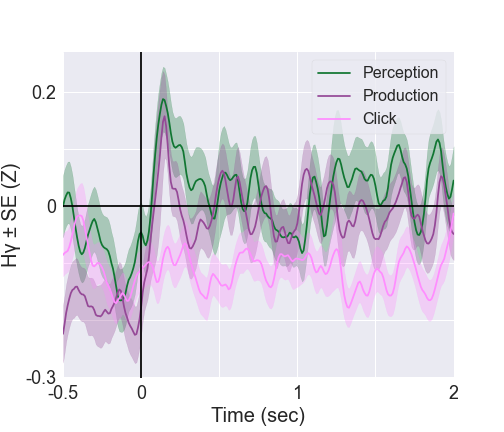 Perception
Production
Click
0.2
0
-0.3
Hγ ± SE (Z)
-0.5
0
1
2
Time (sec)